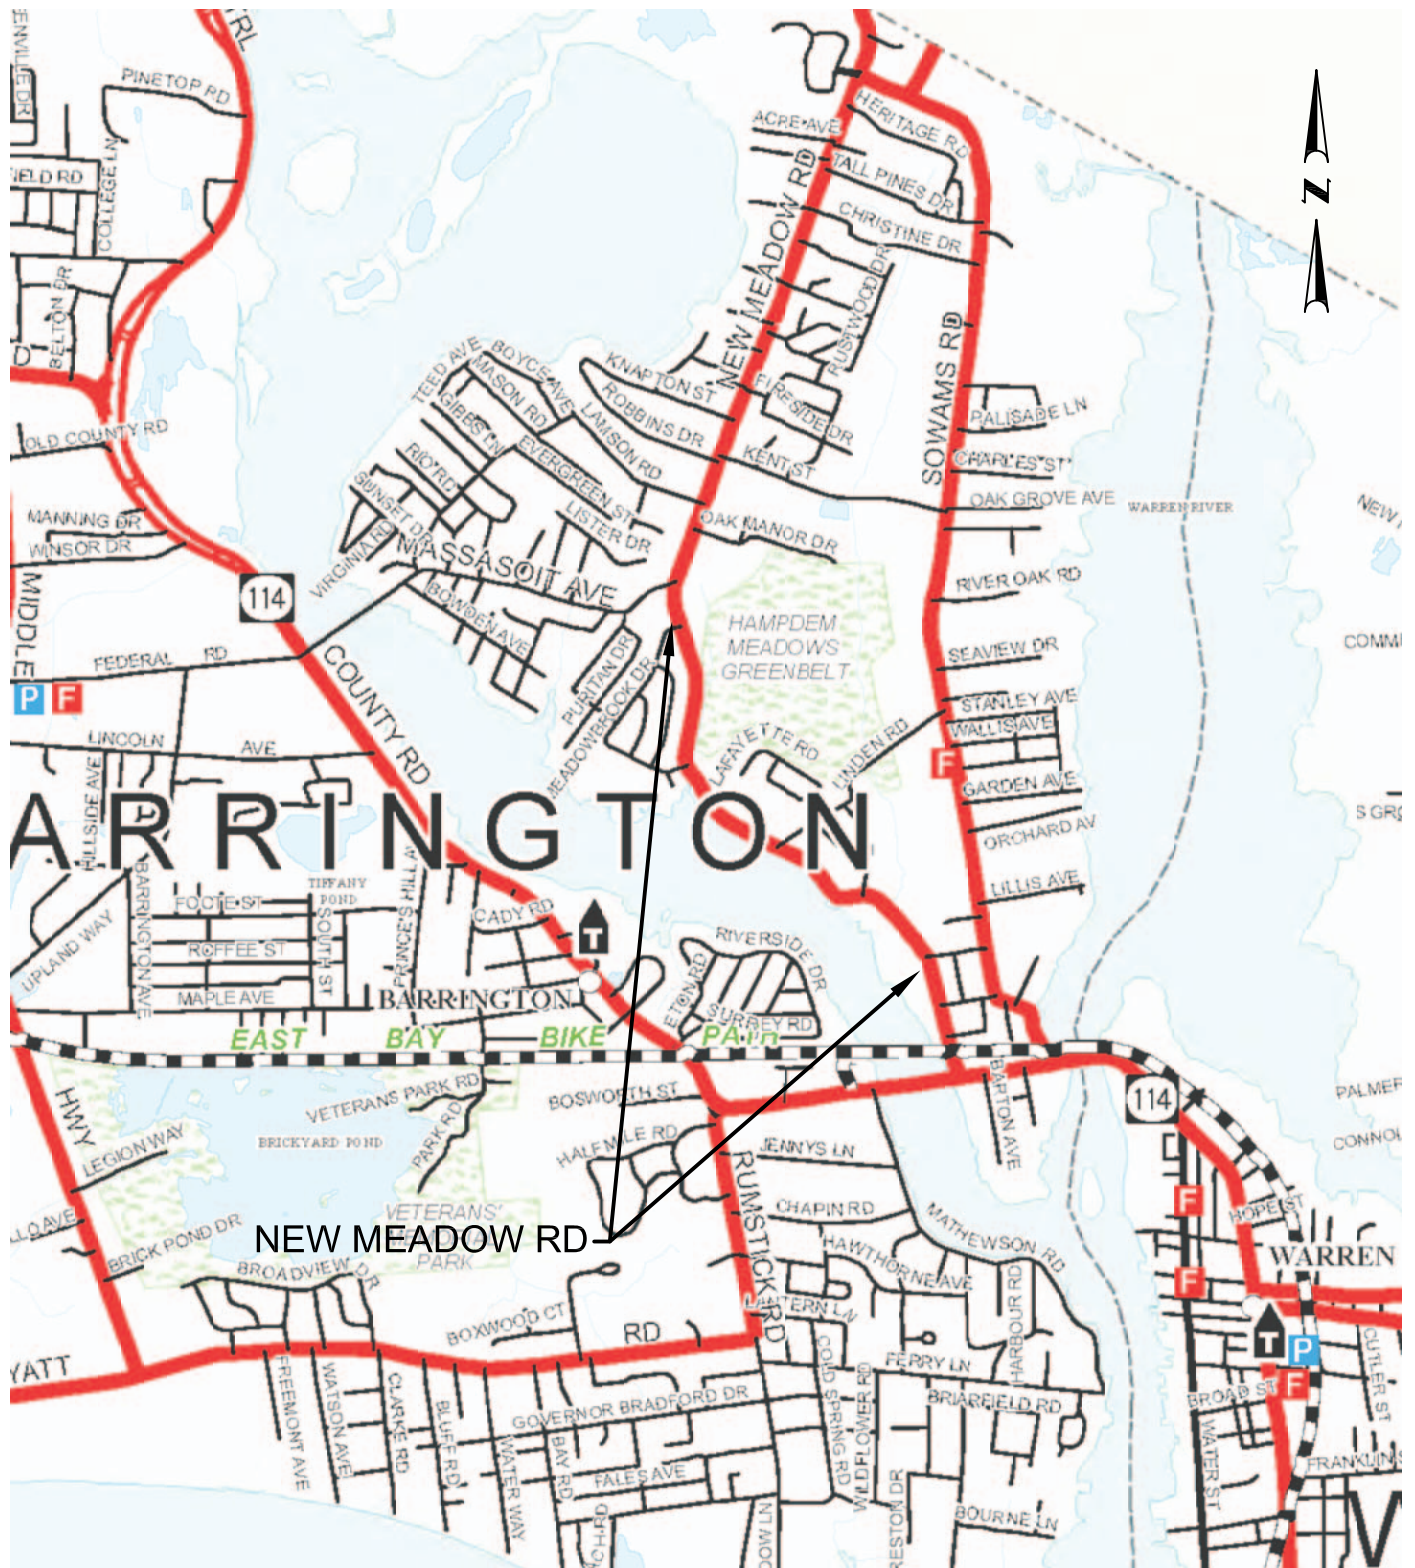 TRL
PINETOP RD
COLLEGE LN
BELTON DR
OLD COUNTY RD
MANNING DR
WINSOR DR
MIDDLE
114
FEDERAL RD
P
F
LINCOLN AVE
HILLSIDE AVE
COUNTY RD
ACRE AVE
HERITAGE RD
TALL PINES DR
CHRISTINE DR
NEW MEADOW RD
RUSTWOOD DR
SOWAMS RD
TEED AVE
BOYCE AVE
MASON RD
GIBBS LN
KNAPTON ST
ROBBINS DR
LAMSON RD
FIRESIDE DR
KENT ST
PALISADE LN
CHARLES ST
OAK GROVE AVE
WARREN RIVER
RIO RD
EVERGREEN ST
SUNSET DR
LISTER DR
OAK MANOR DR
VIRGINIA RD
MASSASOIT AVE
BOWDEN AVE
RIVER OAK RD
HAMPDEM
MEADOWS
GREENBELT
SEAVIEW DR
PURITAN DR
MEADOWBROOK DR
STANLEY AVE
WALLIS AVE
LAFAYETTE RD
LINDEN RD
F
GARDEN AVE
ORCHARD AV
LILLIS AVE
ARRINGTON
TIFFANY
POND
BARRINGTON AVE
UPLAND WAY
FOOTE ST
ROFFEE ST
SOUTH ST
MAPLE AVE
PRINCES HILL AV
CADY RD
T
BARRINGTON
ETON RD
RIVERSIDE DR
SURREY RD
EAST BAY BIKE PATH
HWY
VETERANS PARK RD
PARK RD
BRICKYARD POND
LEGION WAY
BOSWORTH ST
HALF MILE RD
BARTON AVE
114
JENNYS LN
RUMSTICK RD
CHAPIN RD
MATHEWSON RD
HAWTHORNE AVE
HARBOUR RD
VETERANS'
MEMORIAL
PARK
NEW MEADOW RD
BRICK POND DR
BROADVIEW DR
BOXWOOD CT
RD
LANTERN LN
COLD SPRING RD
WILDFLOWER RD
FERRY LN
BRIARFIELD RD
BOURNE LN
YATT
FREEMONT AVE
WATSON AVE
CLARKE RD
BLUFF RD
WATER WAY
BAY RD
GOVERNOR BRADFORD DR
FALES AVE
PALMER
F
F
HOPE ST
WARREN
T
P
F
BROAD ST
WATER ST
CUTLER ST
FRANKLIN S
N